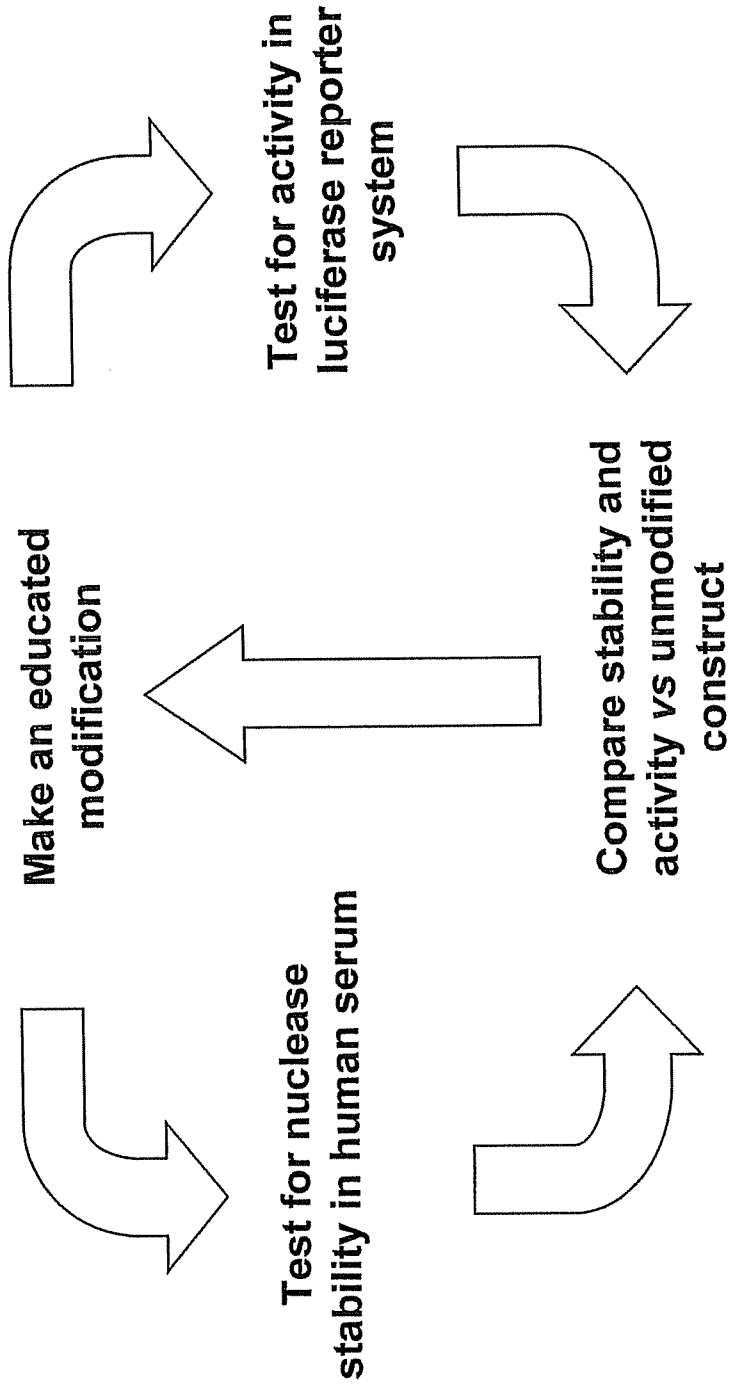 Make an educated
modification
Test for nuclease
stability in human serum
Test for activity in
luciferase reporter
system
Compare stability and
activity vs unmodified
construct